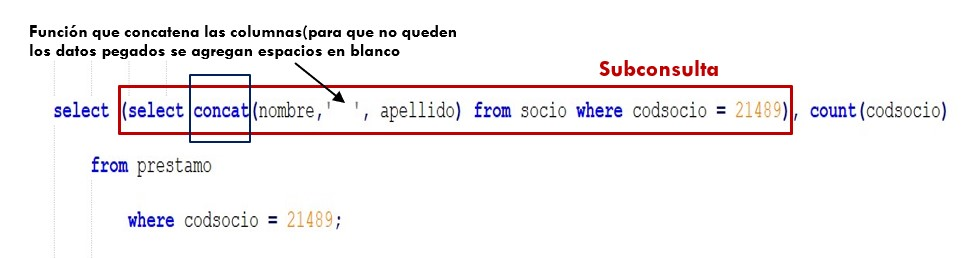 Función que concatena las columnas(para que no queden
los datos pegados se agregan espacios en blanco
Subconsulta
select (select concat(nombre,' ', apellido) from socio where codsocio = 21489), count(codsocio)
from prestamo
where codsocio = 21489;